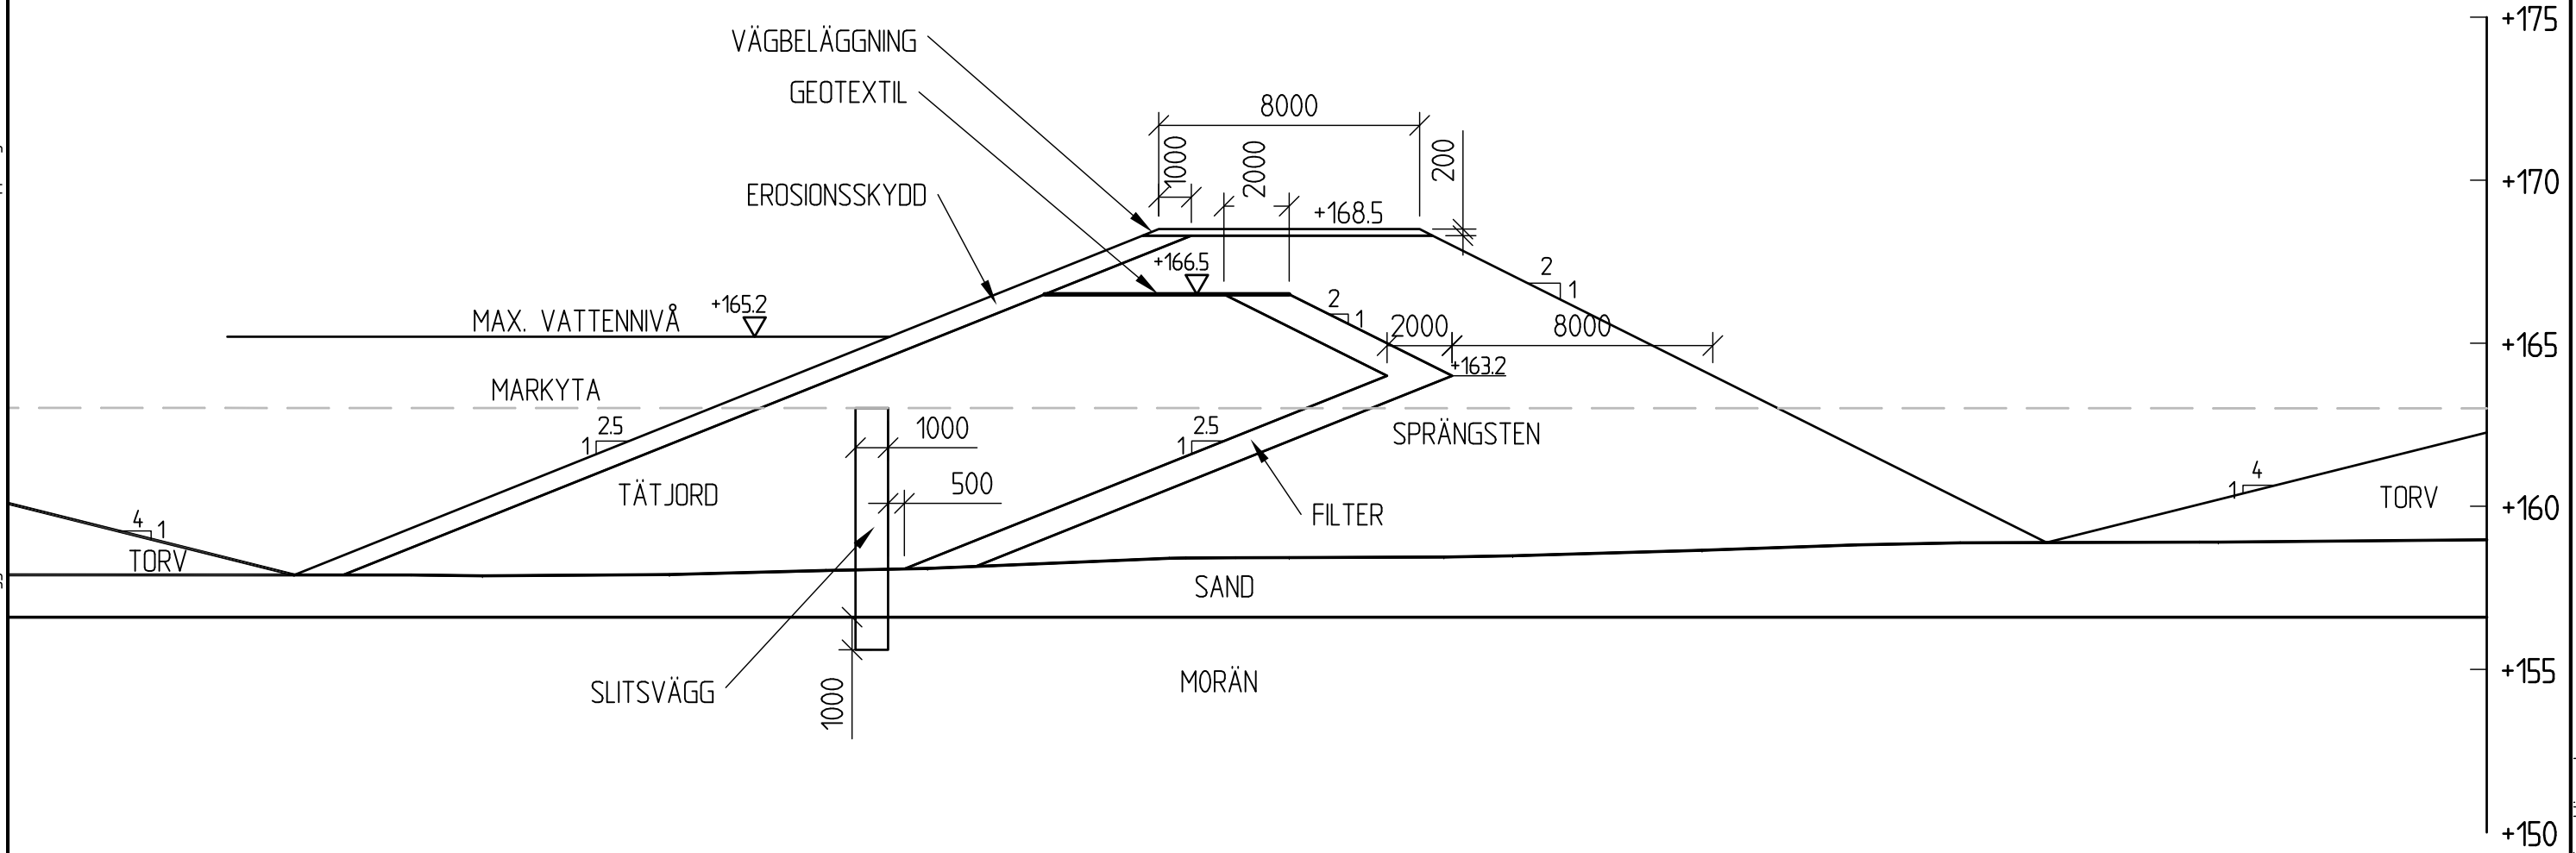 +175
VÄGBELÄGGNING
GEOTEXTIL
8000
1000
2000
200
+170
EROSIONSSKYDD
+168.5
+166.5
2
1
MAX. VATTENNIVÅ
+165.2
2
1
2000
8000
+165
+163.2
MARKYTA
2.5
1
1000
2.5
1
SPRÄNGSTEN
4
1
TORV
TÄTJORD
500
FILTER
4
1
TORV
+160
SAND
SLITSVÄGG
1000
MORÄN
+155
+150